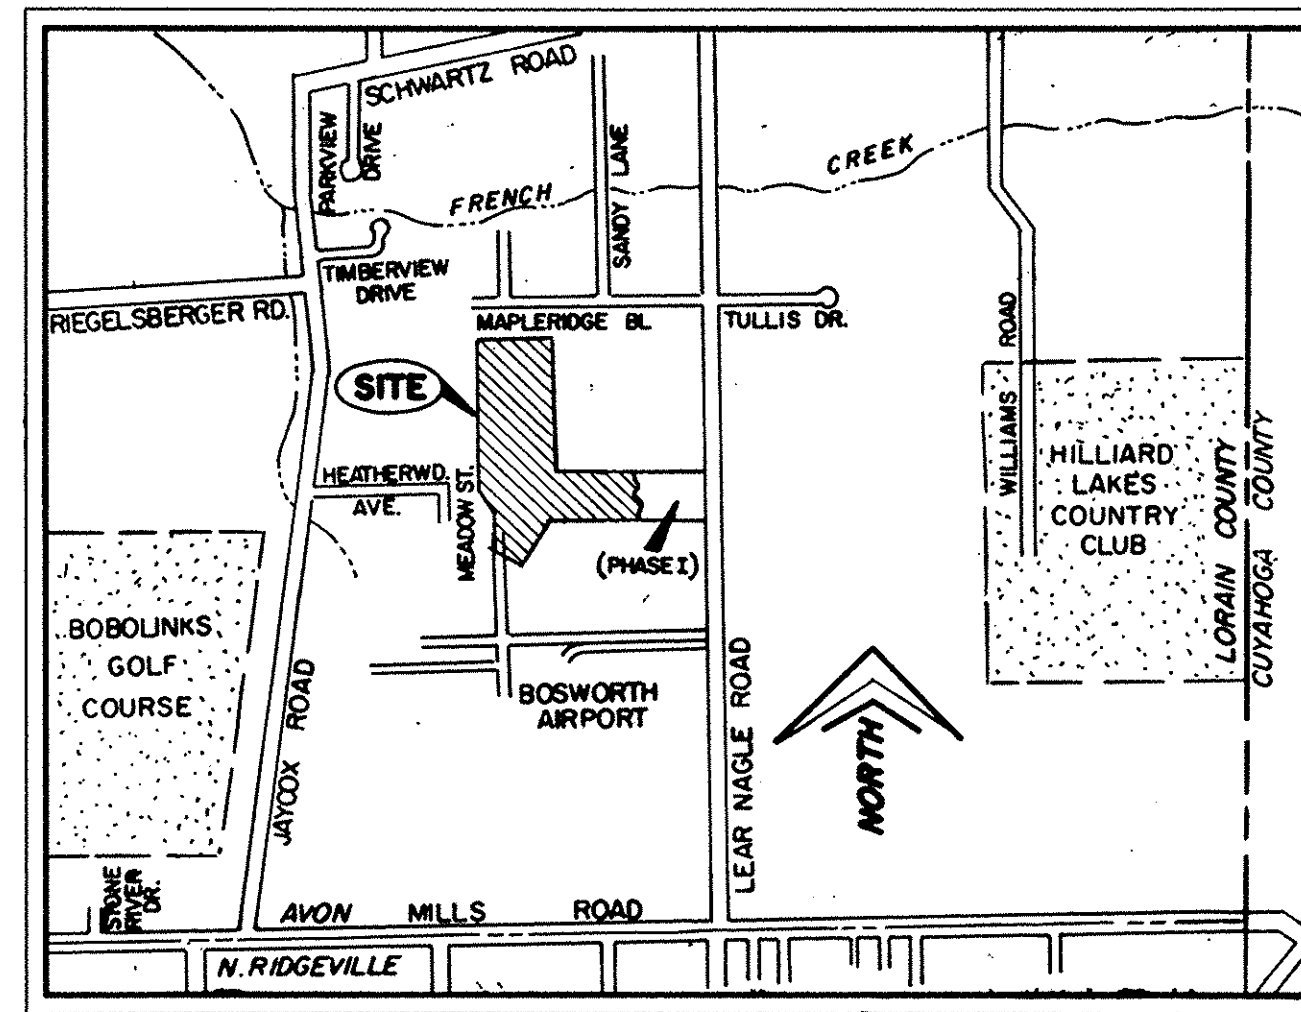 SCHWARTZ ROAD
PARKVIEW
DRIVE
FRENCH
CREEK
SANDY LANE
TIMBERVIEW
DRIVE
RIEGELSBERGER RD.
MAPLERIDGE BL.
TULLIS DR.
SITE
WILLIAMS ROAD
HEATHERWD.
AVE.
MEADOW ST.
(PHASE I)
HILLIARD
LAKES
COUNTRY
CLUB
LORAIN COUNTY
CUYAHOGA COUNTY
BOBOLINKS
GOLF
COURSE
JAYCOX ROAD
BOSWORTH
AIRPORT
LEAR NAGLE ROAD
NORTH
STONE
RIVER
DR.
AVON MILLS ROAD
N. RIDGEVILLE